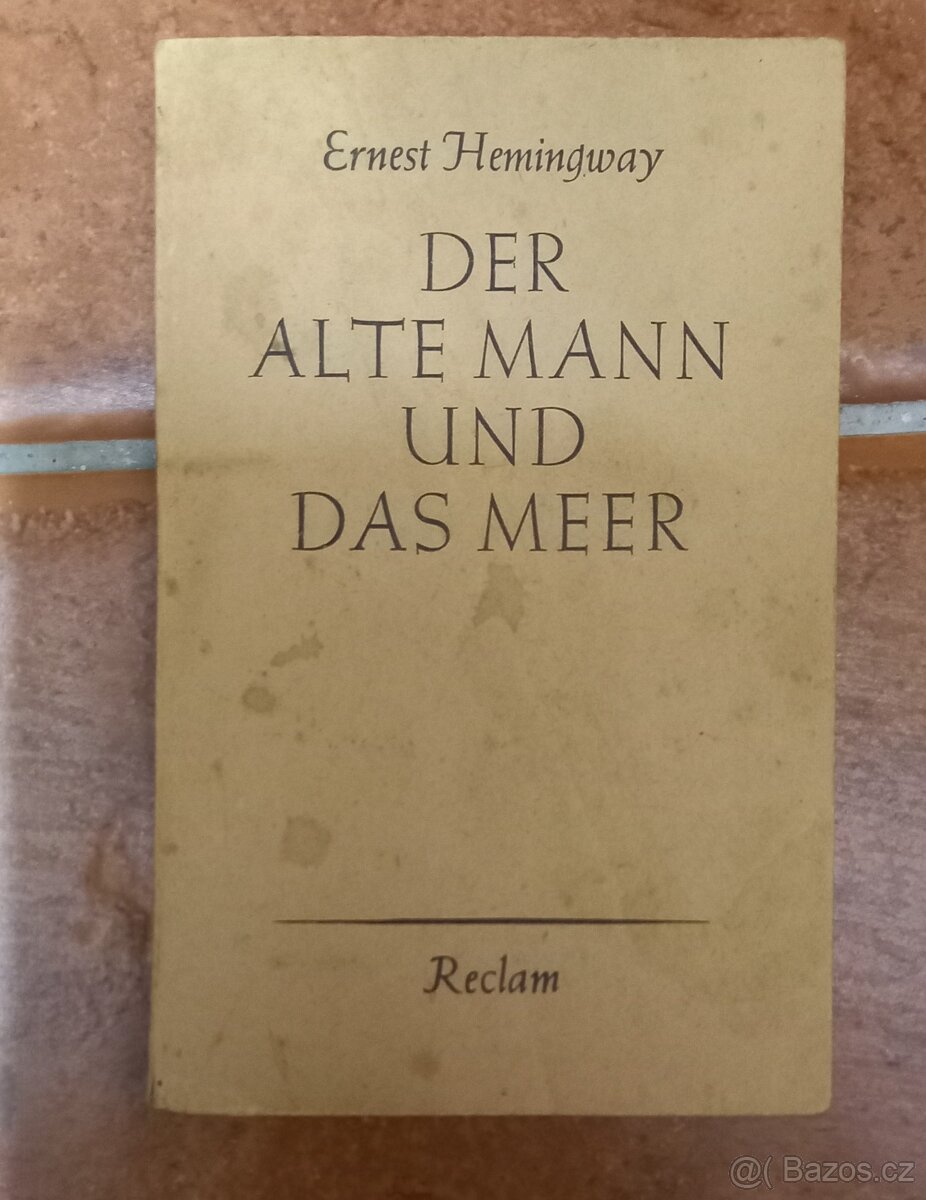 Ernest Hemingway
DER
ALTE MANN
UND
DAS MEER
Reclam
@( Bazos.cz